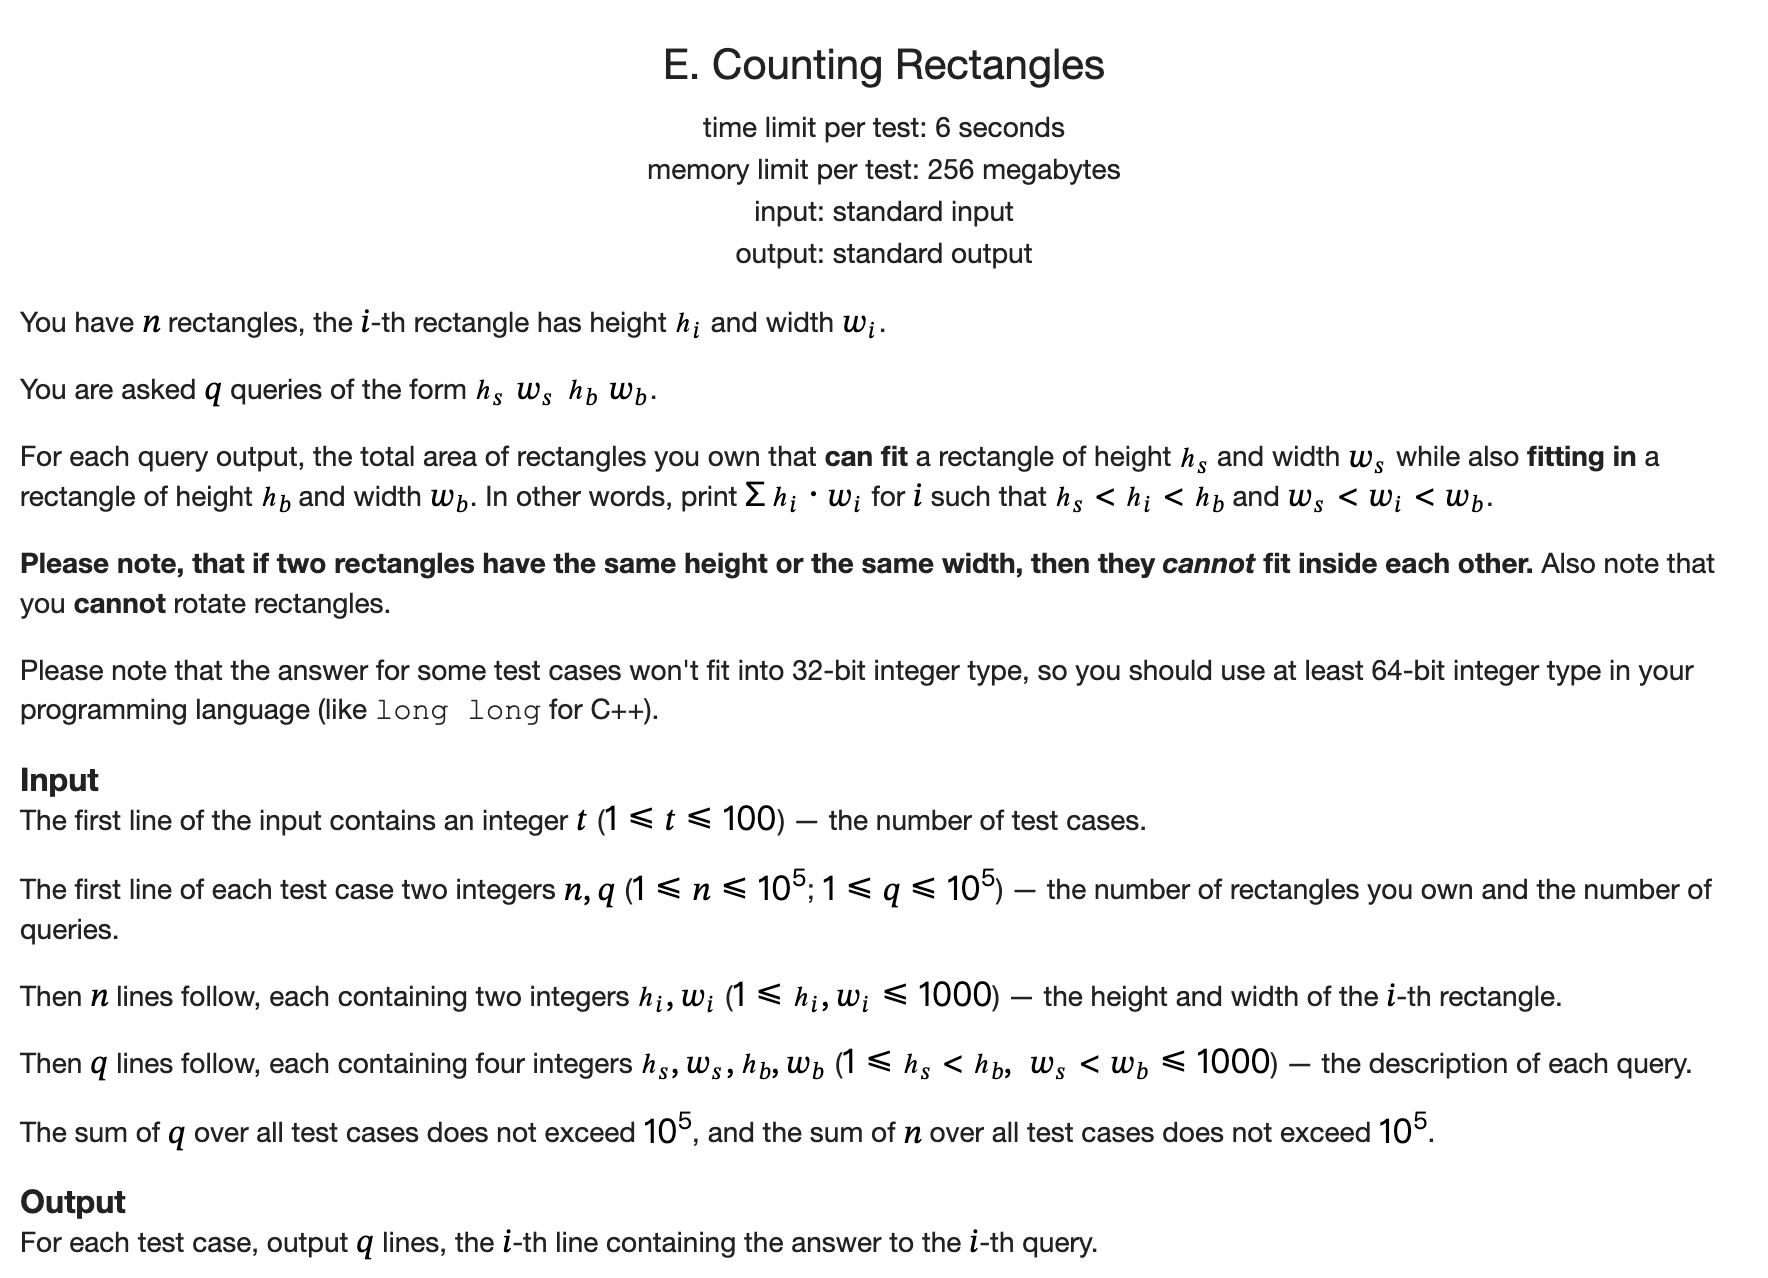 E. Counting Rectangles
time limit per test: 6 seconds
memory limit per test: 256 megabytes
input: standard input
output: standard output
You have n rectangles, the i-th rectangle has height h_i and width w_i.
You are asked q queries of the form h_s w_s h_b w_b.
For each query output, the total area of rectangles you own that can fit a rectangle of height h_s and width w_s while also fitting in a
rectangle of height h_b and width w_b. In other words, print Σ h_i · w_i for i such that h_s < h_i < h_b and w_s < w_i < w_b.
Please note, that if two rectangles have the same height or the same width, then they cannot fit inside each other. Also note that
you cannot rotate rectangles.
Please note that the answer for some test cases won't fit into 32-bit integer type, so you should use at least 64-bit integer type in your
programming language (like long long for C++).
Input
The first line of the input contains an integer t (1 ⩽ t ⩽ 100) — the number of test cases.
The first line of each test case two integers n, q (1 ⩽ n ⩽ 10^5; 1 ⩽ q ⩽ 10^5) — the number of rectangles you own and the number of
queries.
Then n lines follow, each containing two integers h_i, w_i (1 ⩽ h_i, w_i ⩽ 1000) — the height and width of the i-th rectangle.
Then q lines follow, each containing four integers h_s, w_s, h_b, w_b (1 ⩽ h_s < h_b, w_s < w_b ⩽ 1000) — the description of each query.
The sum of q over all test cases does not exceed 10^5, and the sum of n over all test cases does not exceed 10^5.
Output
For each test case, output q lines, the i-th line containing the answer to the i-th query.